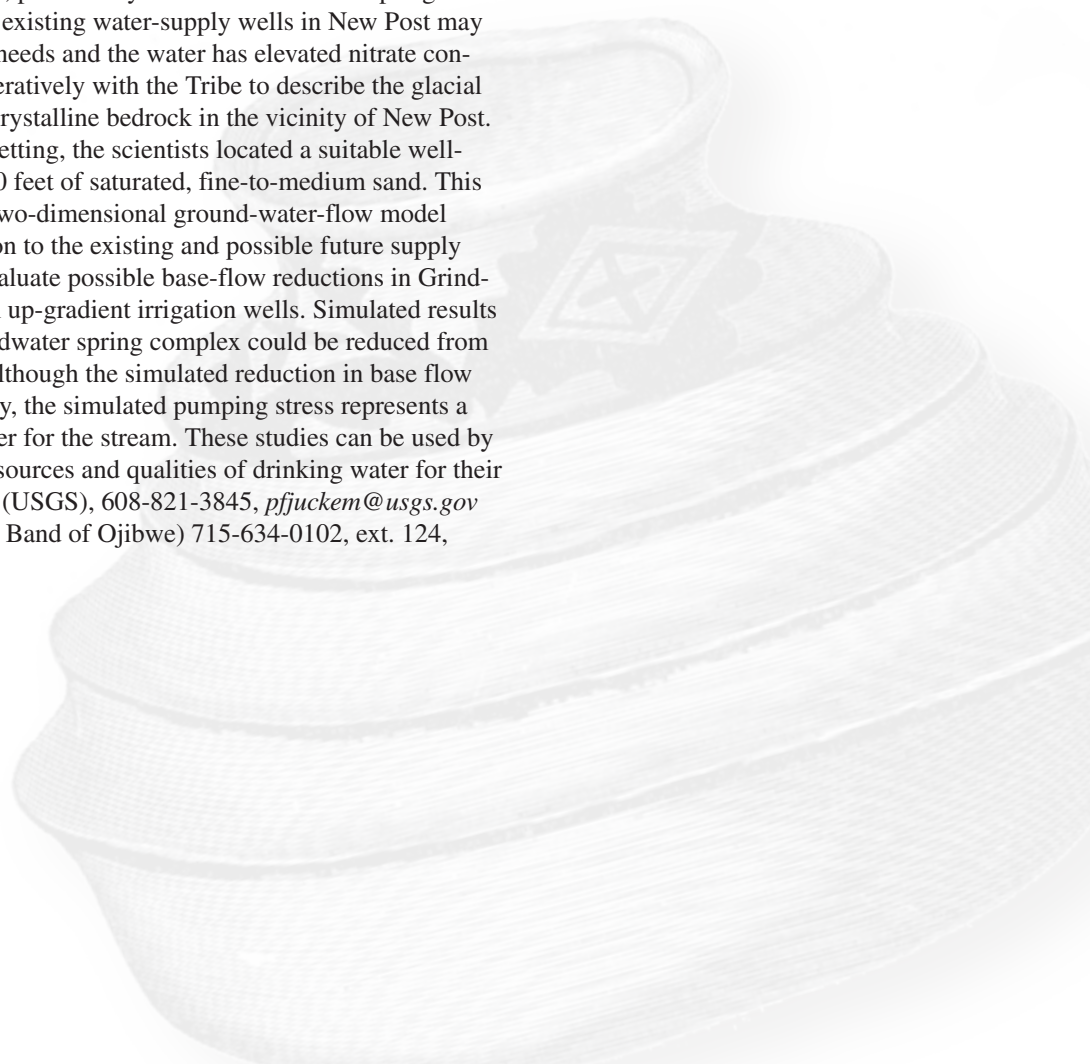 existing water-supply wells in New Post may
needs and the water has elevated nitrate con-
eratively with the Tribe to describe the glacial
rystalline bedrock in the vicinity of New Post.
etting, the scientists located a suitable well-
0 feet of saturated, fine-to-medium sand. This
wo-dimensional ground-water-flow model
on to the existing and possible future supply
aluate possible base-flow reductions in Grind-
up-gradient irrigation wells. Simulated results
dwater spring complex could be reduced from
lthough the simulated reduction in base flow
y, the simulated pumping stress represents a
er for the stream. These studies can be used by
sources and qualities of drinking water for their
(USGS), 608-821-3845, pfjuckem@usgs.gov
Band of Ojibwe) 715-634-0102, ext. 124,